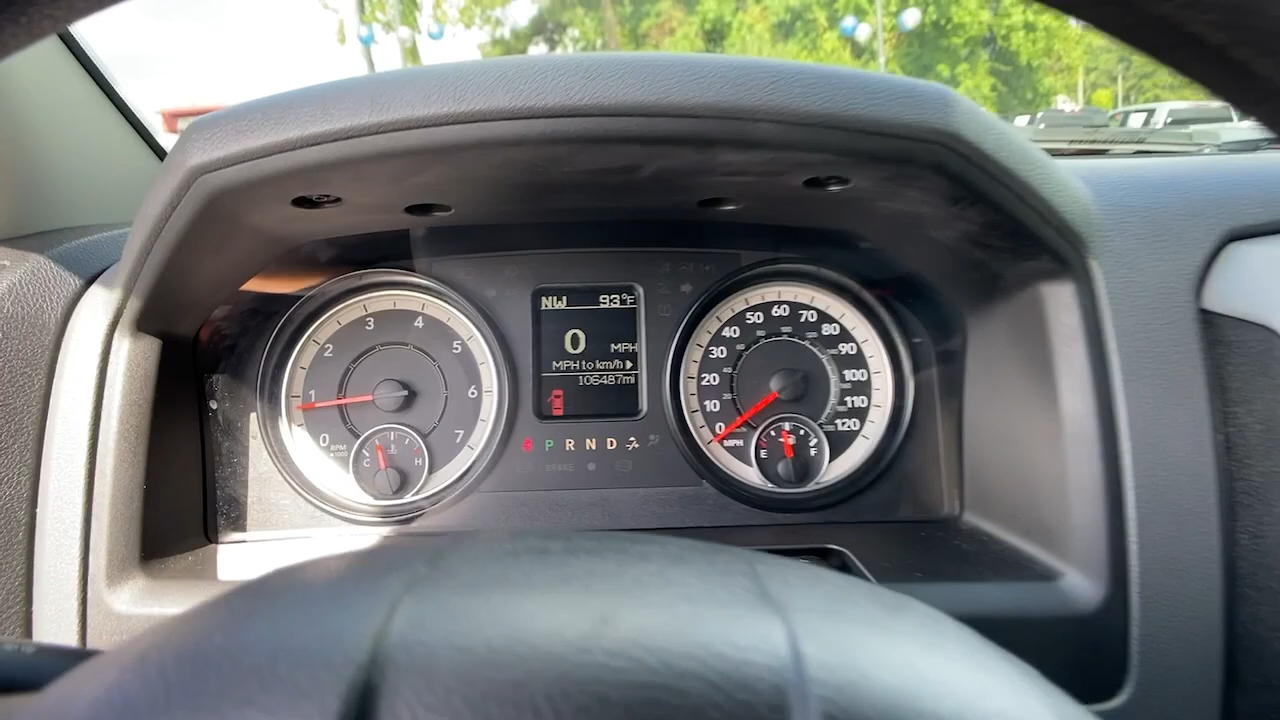 NW 93°F
0 MPH
MPH to km/h
106487mi
P R N D
BRAKE
0 1 2 3 4 5 6 7
RPM
x1000
C H
0 10 20 30 40 50 60 70 80 90 100 110 120
MPH
E F